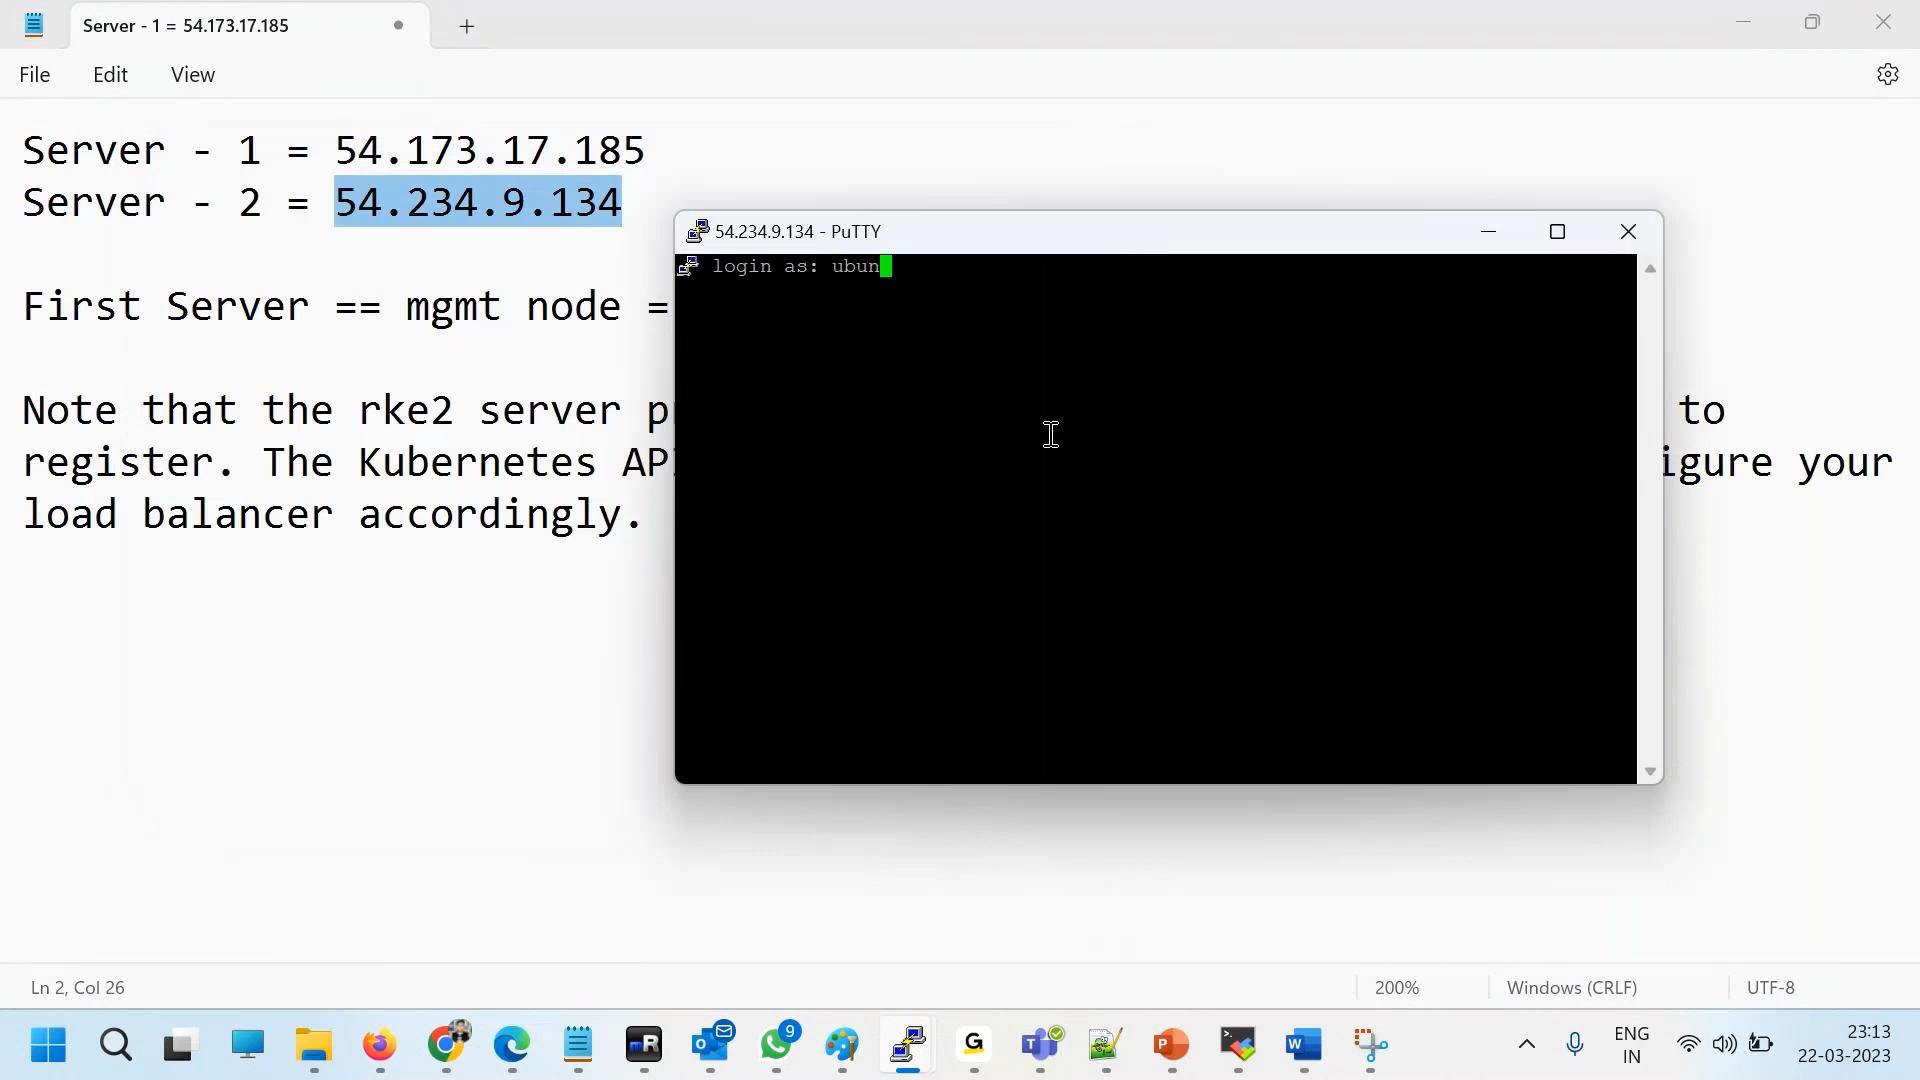 Server - 1 = 54.173.17.185
File Edit View
Server - 1 = 54.173.17.185
Server - 2 = 54.234.9.134
54.234.9.134 - PuTTY
login as: ubun
First Server == mgmt node =
Note that the rke2 server to
register. The Kubernetes your
load balancer accordingly.
Ln 2, Col 26 200% Windows (CRLF) UTF-8
9
ENG
IN
23:13
22-03-2023